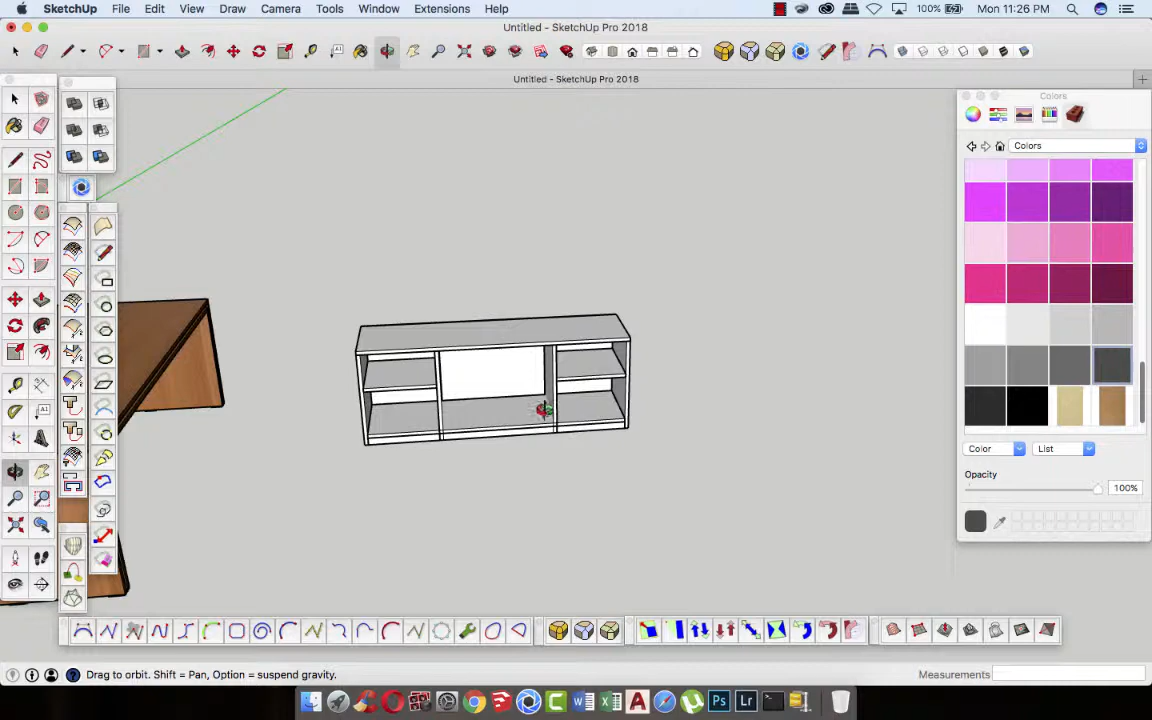 SketchUp File Edit View Camera Draw Tools Window Extensions Help 100% Mon 11:26 PM
Untitled - SketchUp Pro 2018
Untitled - SketchUp Pro 2018
Colors
Colors
Color List
Opacity
100%
Drag to orbit. Shift = Pan, Option = suspend gravity.
Measurements
Ps Lr